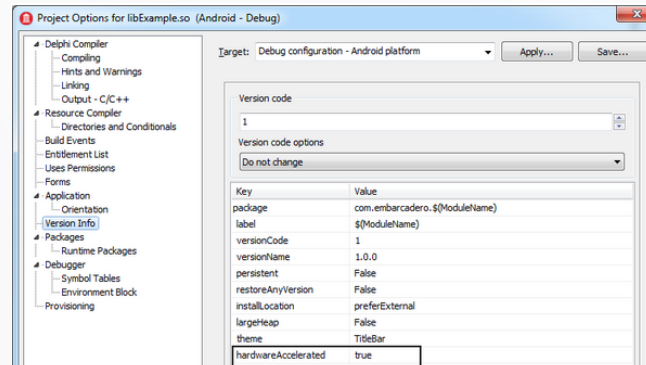 Project Options for libExample.so (Android - Debug)
Delphi Compiler
Compiling
Hints and Warnings
Linking
Output - C/C++
Resource Compiler
Directories and Conditionals
Build Events
Entitlement List
Uses Permissions
Forms
Application
Orientation
Version Info
Packages
Runtime Packages
Debugger
Symbol Tables
Environment Block
Provisioning
Target: Debug configuration - Android platform Apply... Save...
Version code
1
Version code options
Do not change
Key Value
package com.embarcadero.$(ModuleName)
label $(ModuleName)
versionCode 1
versionName 1.0.0
persistent False
restoreAnyVersion False
installLocation preferExternal
largeHeap False
theme TitleBar
hardwareAccelerated true